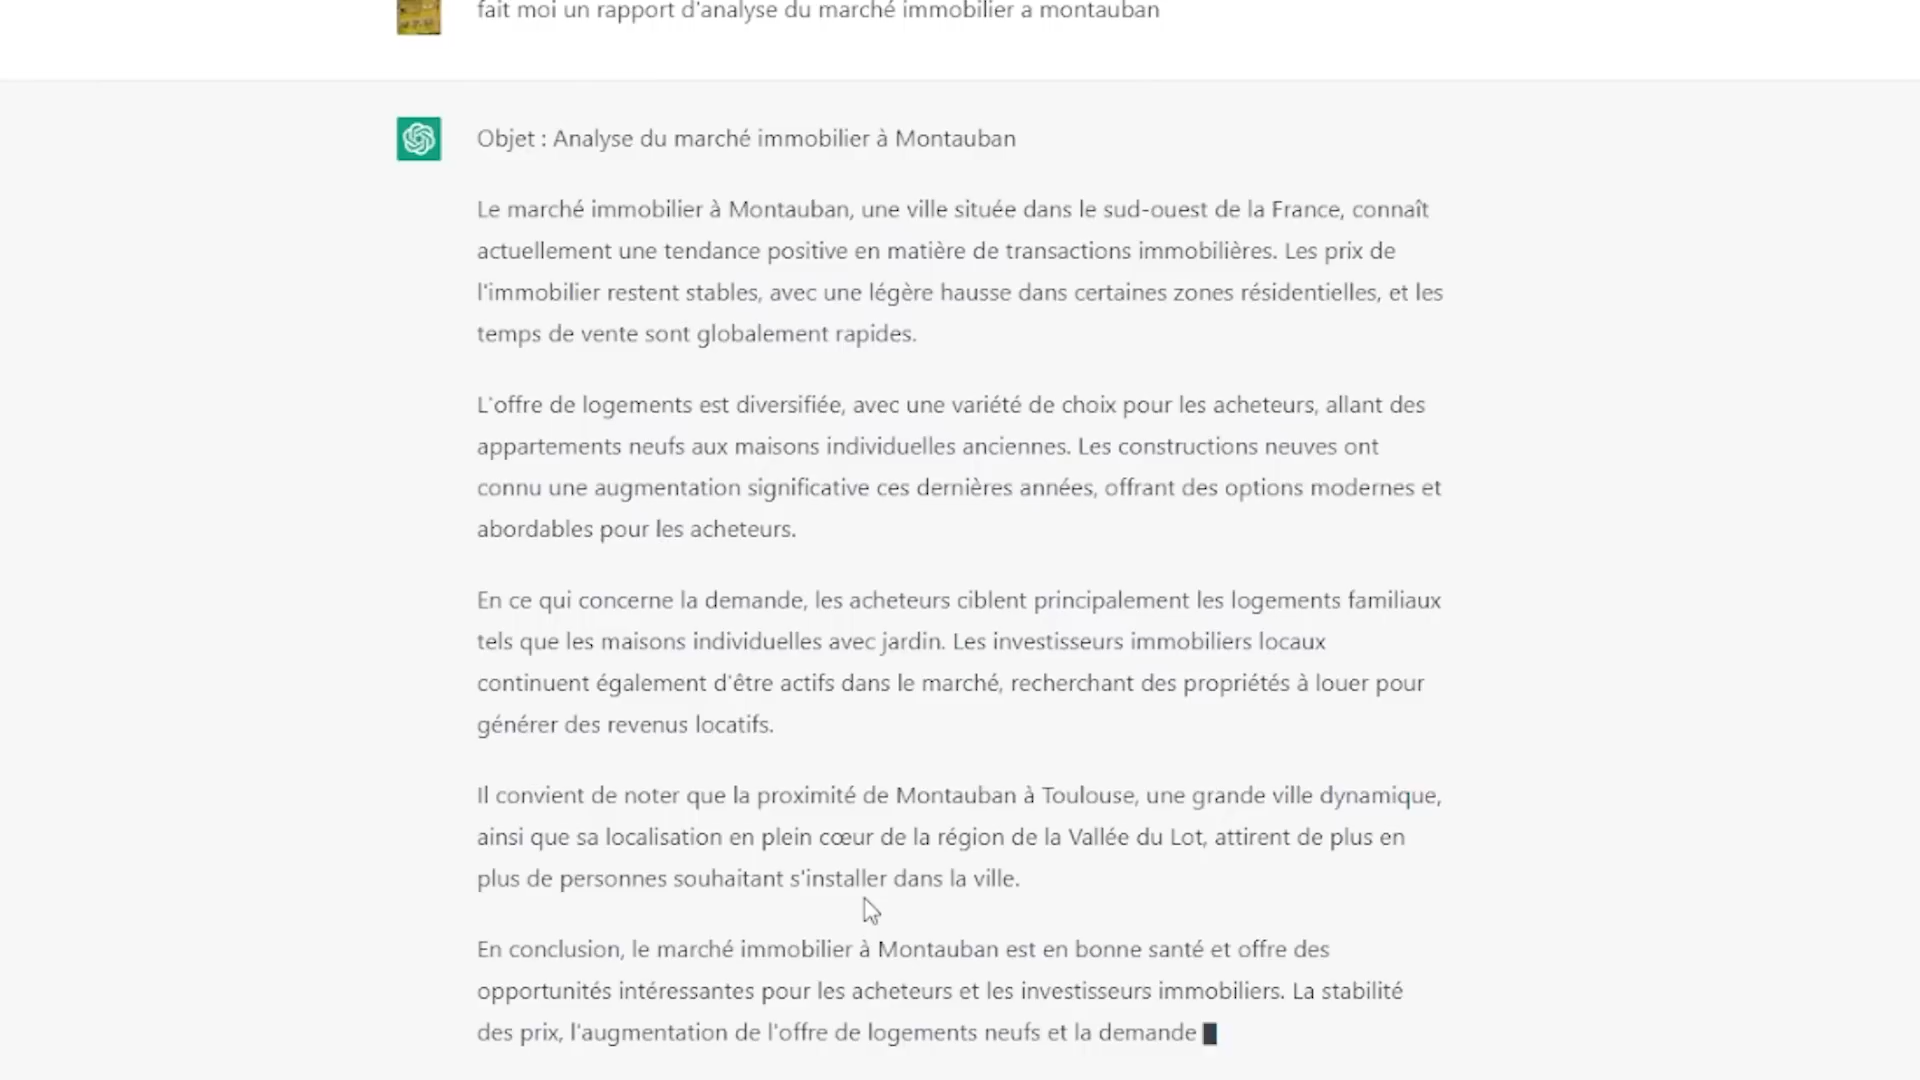 fait moi un rapport d'analyse du marché immobilier a montauban
Objet : Analyse du marché immobilier à Montauban
Le marché immobilier à Montauban, une ville située dans le sud-ouest de la France, connaît
actuellement une tendance positive en matière de transactions immobilières. Les prix de
l'immobilier restent stables, avec une légère hausse dans certaines zones résidentielles, et les
temps de vente sont globalement rapides.
L'offre de logements est diversifiée, avec une variété de choix pour les acheteurs, allant des
appartements neufs aux maisons individuelles anciennes. Les constructions neuves ont
connu une augmentation significative ces dernières années, offrant des options modernes et
abordables pour les acheteurs.
En ce qui concerne la demande, les acheteurs ciblent principalement les logements familiaux
tels que les maisons individuelles avec jardin. Les investisseurs immobiliers locaux
continuent également d'être actifs dans le marché, recherchant des propriétés à louer pour
générer des revenus locatifs.
Il convient de noter que la proximité de Montauban à Toulouse, une grande ville dynamique,
ainsi que sa localisation en plein cœur de la région de la Vallée du Lot, attirent de plus en
plus de personnes souhaitant s'installer dans la ville.
En conclusion, le marché immobilier à Montauban est en bonne santé et offre des
opportunités intéressantes pour les acheteurs et les investisseurs immobiliers. La stabilité
des prix, l'augmentation de l'offre de logements neufs et la demande